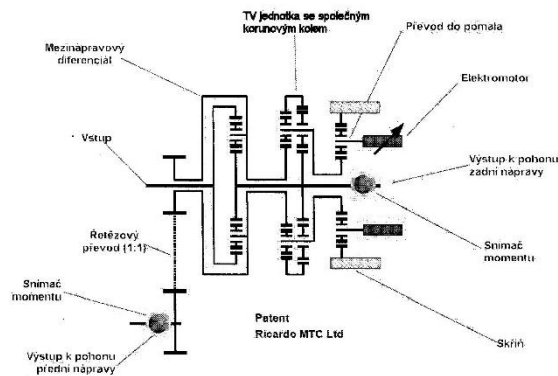 TV jednotka se společným
korunovým kolem
Převod do pomala
Mezinápravový
diferenciál
Elektromotor
Vstup
Výstup k pohonu
zadní nápravy
Řetězový
převod (1:1)
Snímač
momentu
Snímač
momentu
Patent
Ricardo MTC Ltd
Skříň
Výstup k pohonu
přední nápravy